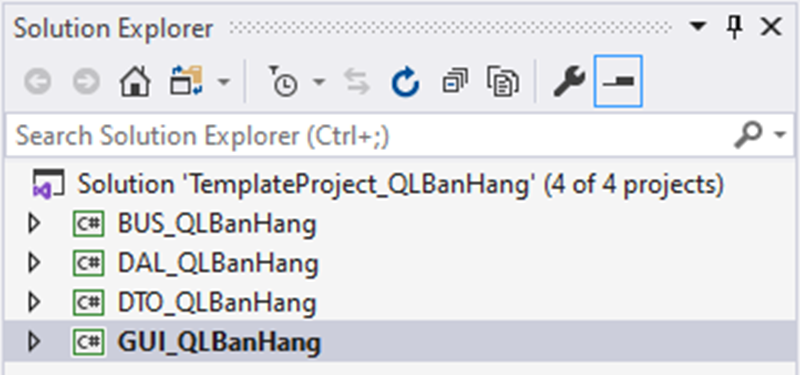 Solution Explorer
Search Solution Explorer (Ctrl+;)
Solution 'TemplateProject_QLBanHang' (4 of 4 projects)
C# BUS_QLBanHang
C# DAL_QLBanHang
C# DTO_QLBanHang
C# GUI_QLBanHang